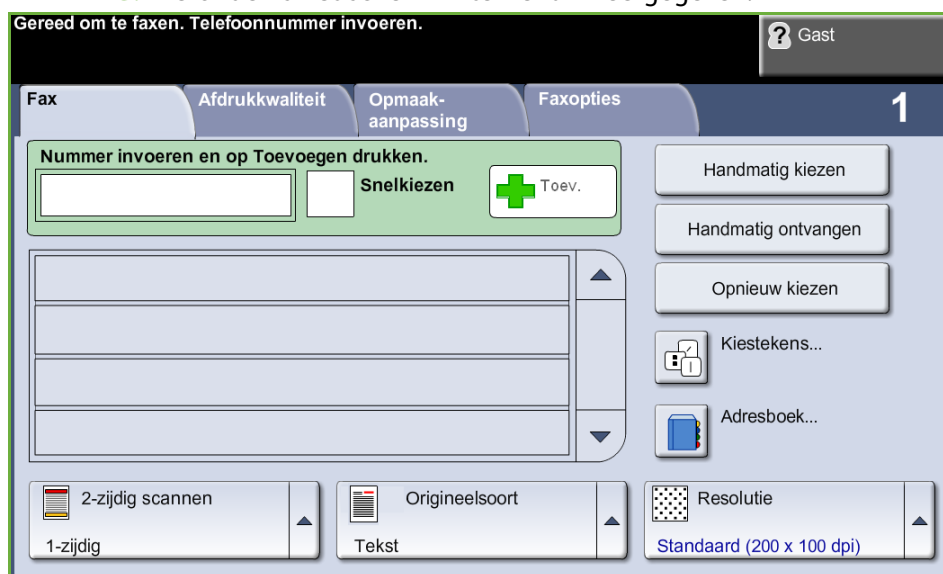 Gereed om te faxen. Telefoonnummer invoeren.
Gast
Fax
Afdrukkwaliteit
Opmaak-
aanpassing
Faxopties
1
Nummer invoeren en op Toevoegen drukken.
Snelkiezen
Toev.
Handmatig kiezen
Handmatig ontvangen
Opnieuw kiezen
Kiestekens...
Adresboek...
2-zijdig scannen
1-zijdig
Origineelsoort
Tekst
Resolutie
Standaard (200 x 100 dpi)